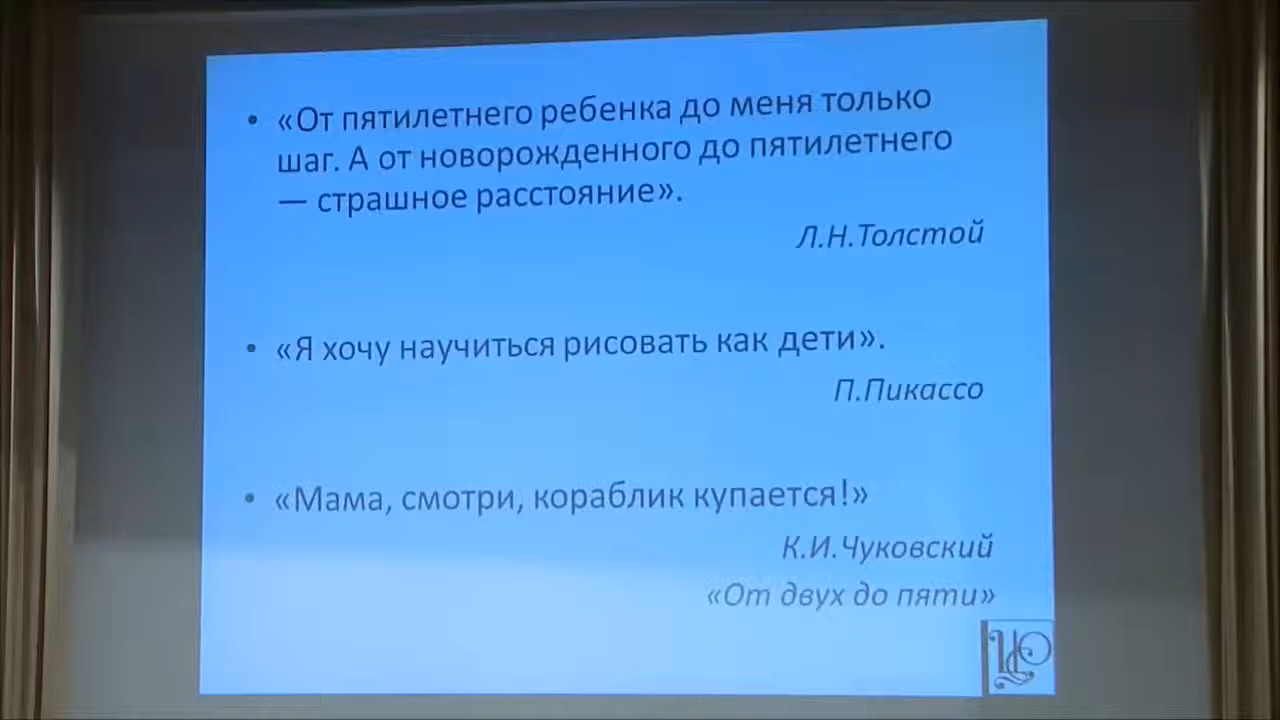 • «От пятилетнего ребенка до меня только
шаг. А от новорожденного до пятилетнего
— страшное расстояние».
Л.Н.Толстой
• «Я хочу научиться рисовать как дети».
П.Пикассо
• «Мама, смотри, кораблик купается!»
К.И.Чуковский
«От двух до пяти»